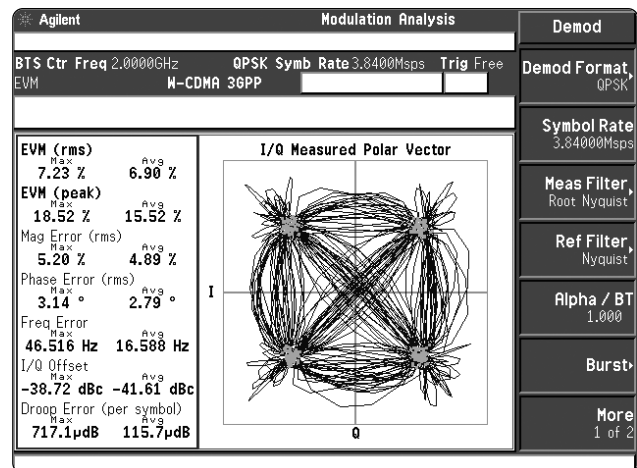 Agilent Modulation Analysis
BTS Ctr Freq 2.0000GHz QPSK Symb Rate 3.8400Msps Trig Free
EVM W-CDMA 3GPP
EVM (rms)
Max Avg
7.23 % 6.90 %
EVM (peak)
Max Avg
18.52 % 15.52 %
Mag Error (rms)
Max Avg
5.20 % 4.89 %
Phase Error (rms)
Max Avg
3.14 ° 2.79 °
Freq Error
Max Avg
46.516 Hz 16.588 Hz
I/Q Offset
Max Avg
-38.72 dBc -41.61 dBc
Droop Error (per symbol)
Max Avg
717.1µdB 115.7µdB
I/Q Measured Polar Vector
I
Q
Demod
Demod Format
QPSK
Symbol Rate
3.84000Msps
Meas Filter
Root Nyquist
Ref Filter
Nyquist
Alpha / BT
1.000
Burst
More
1 of 2